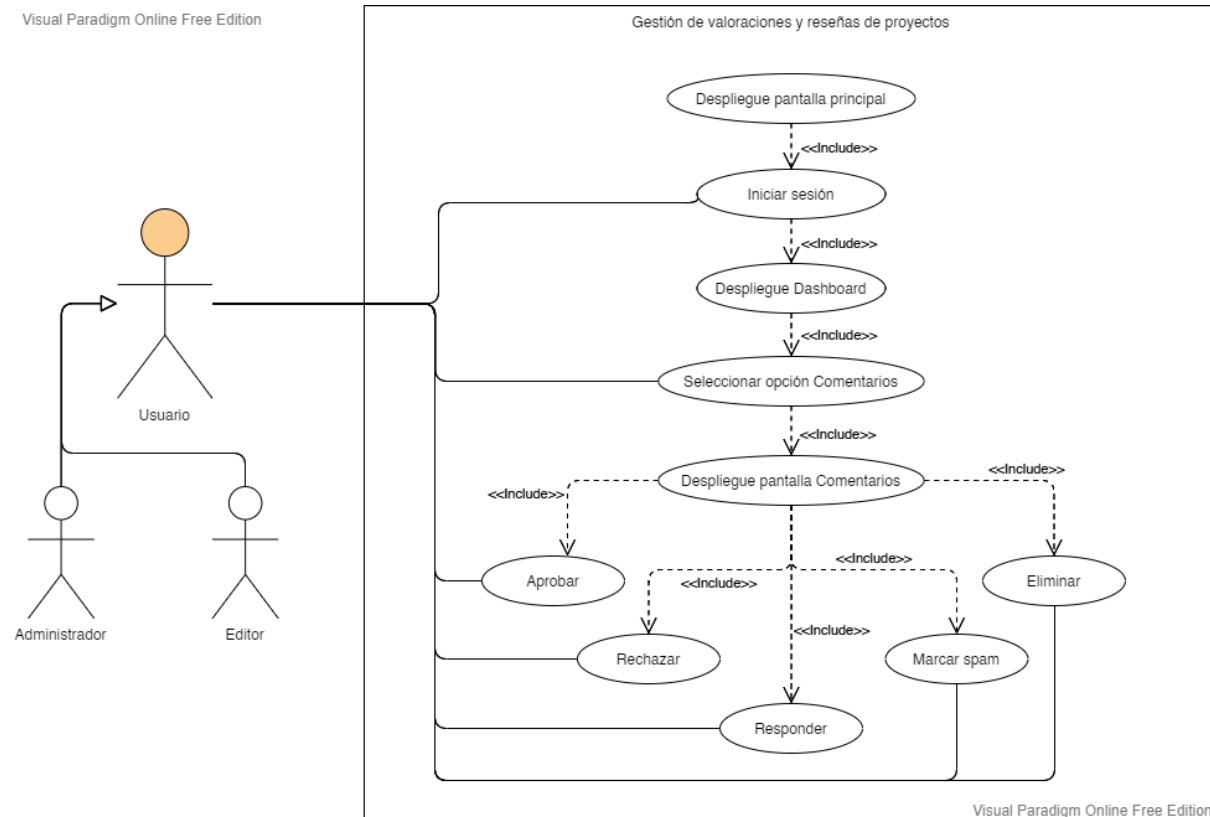 Visual Paradigm Online Free Edition
Gestión de valoraciones y reseñas de proyectos
Despliegue pantalla principal
<<Include>>
Iniciar sesión
<<Include>>
Despliegue Dashboard
<<Include>>
Seleccionar opción Comentarios
Usuario
<<Include>>
Despliegue pantalla Comentarios
<<Include>>
<<Include>>
<<Include>>
Aprobar
<<Include>>
Eliminar
<<Include>>
Administrador
Editor
Rechazar
Marcar spam
Responder
Visual Paradigm Online Free Edition